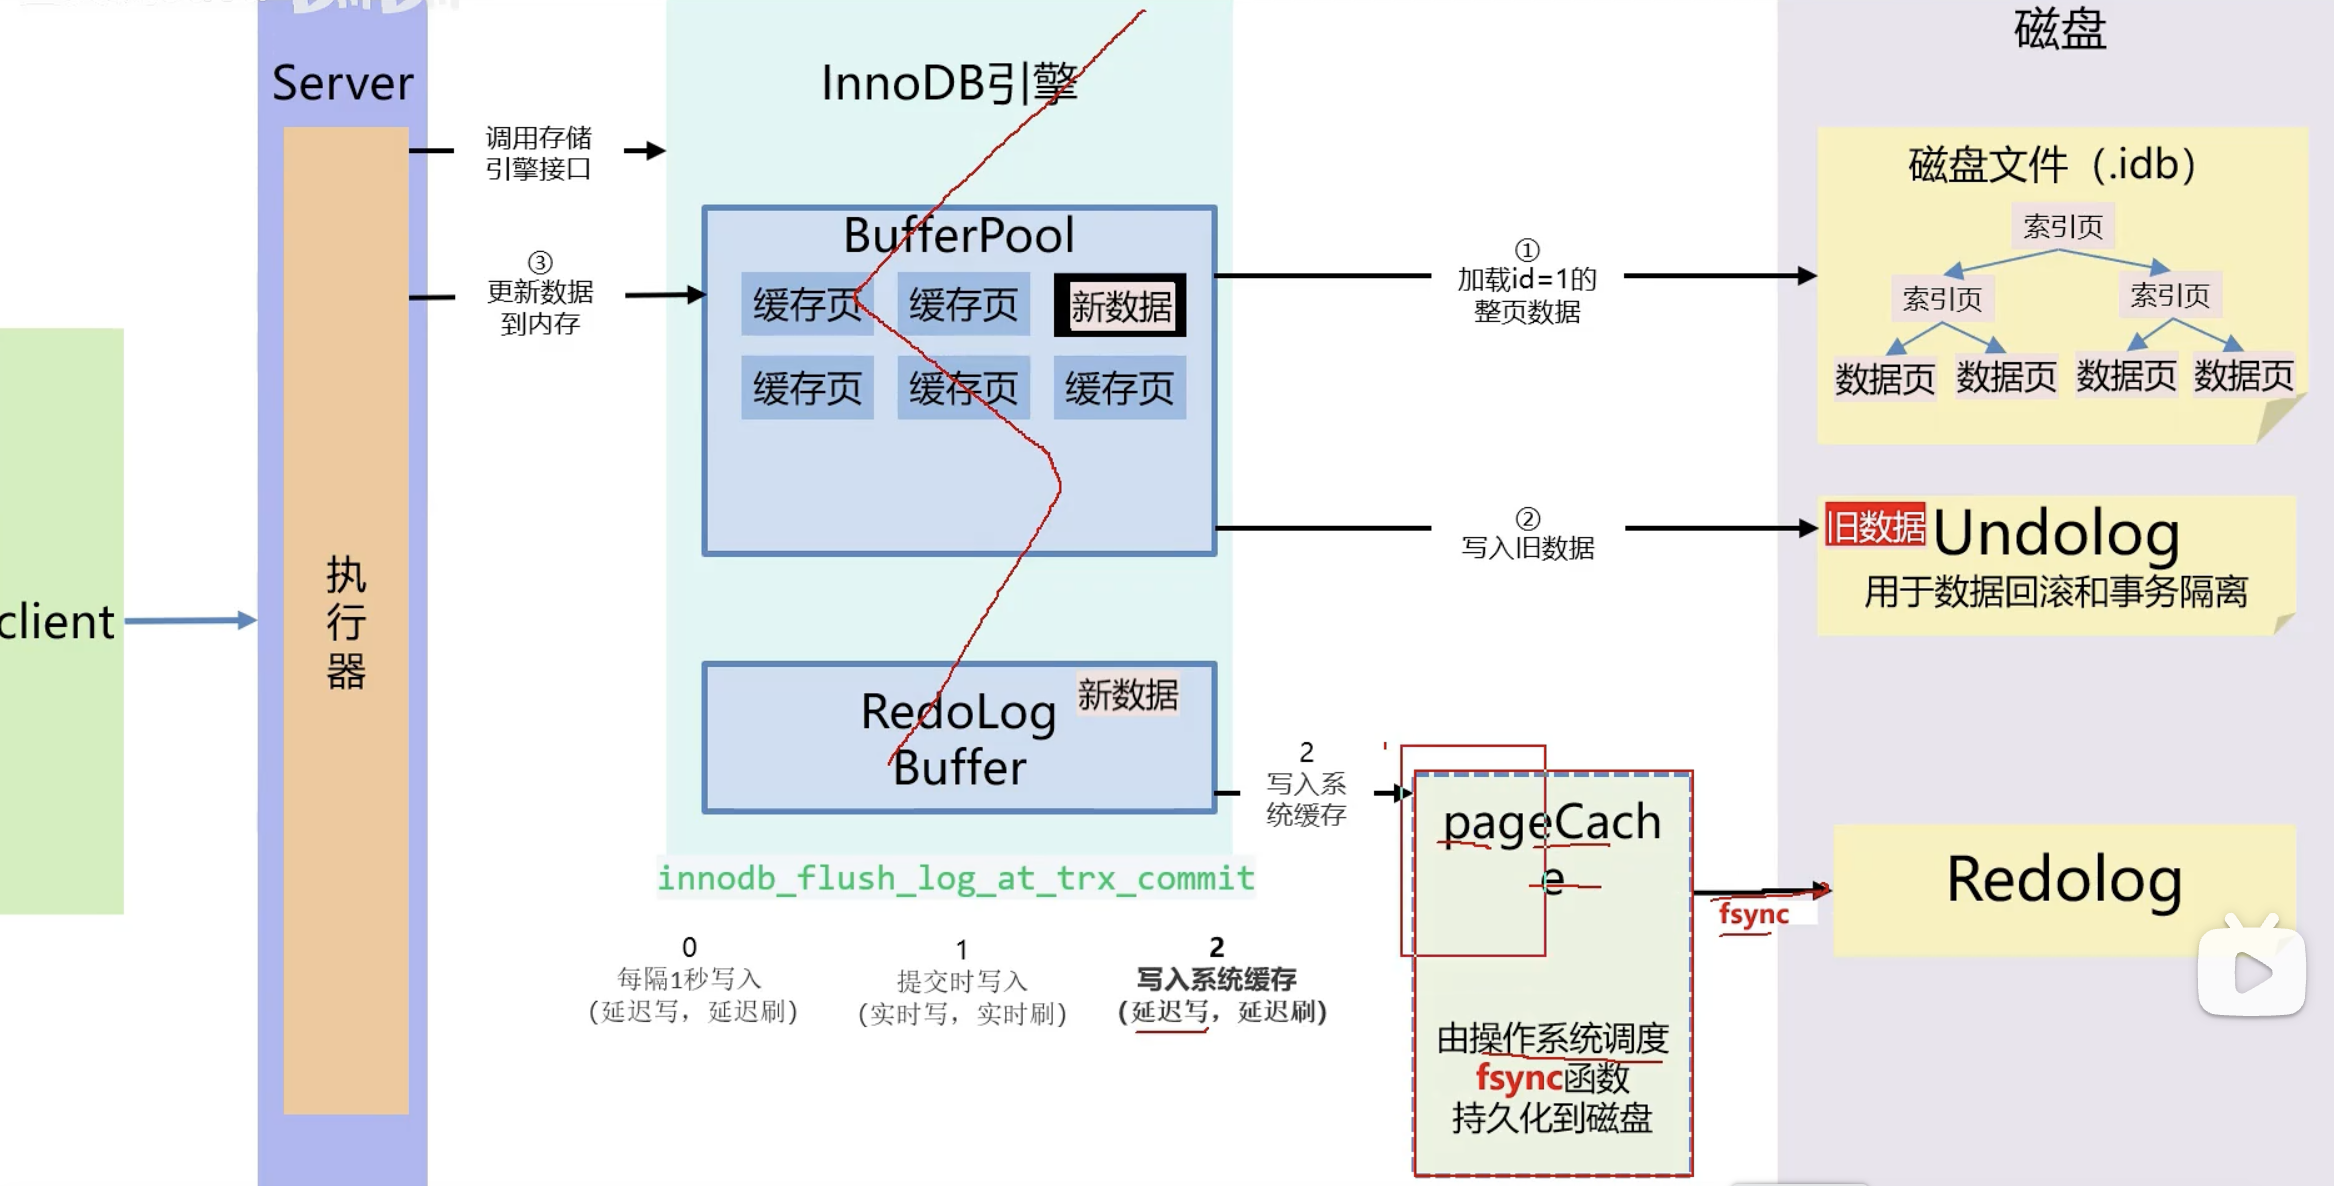 磁盘
Server
InnoDB引擎
调用存储
引擎接口
磁盘文件（.idb）
索引页
索引页
索引页
数据页
数据页
数据页
数据页
BufferPool
缓存页
缓存页
新数据
缓存页
缓存页
缓存页
③
更新数据
到内存
①
加载id=1的
整页数据
②
写入旧数据
旧数据
Undolog
用于数据回滚和事务隔离
client
执
行
器
RedoLog
Buffer
新数据
2
写入系
统缓存
pageCach
e
由操作系统调度
fsync函数
持久化到磁盘
fsync
Redolog
innodb_flush_log_at_trx_commit
0
每隔1秒写入
(延迟写，延迟刷)
1
提交时写入
(实时写，实时刷)
2
写入系统缓存
(延迟写，延迟刷)